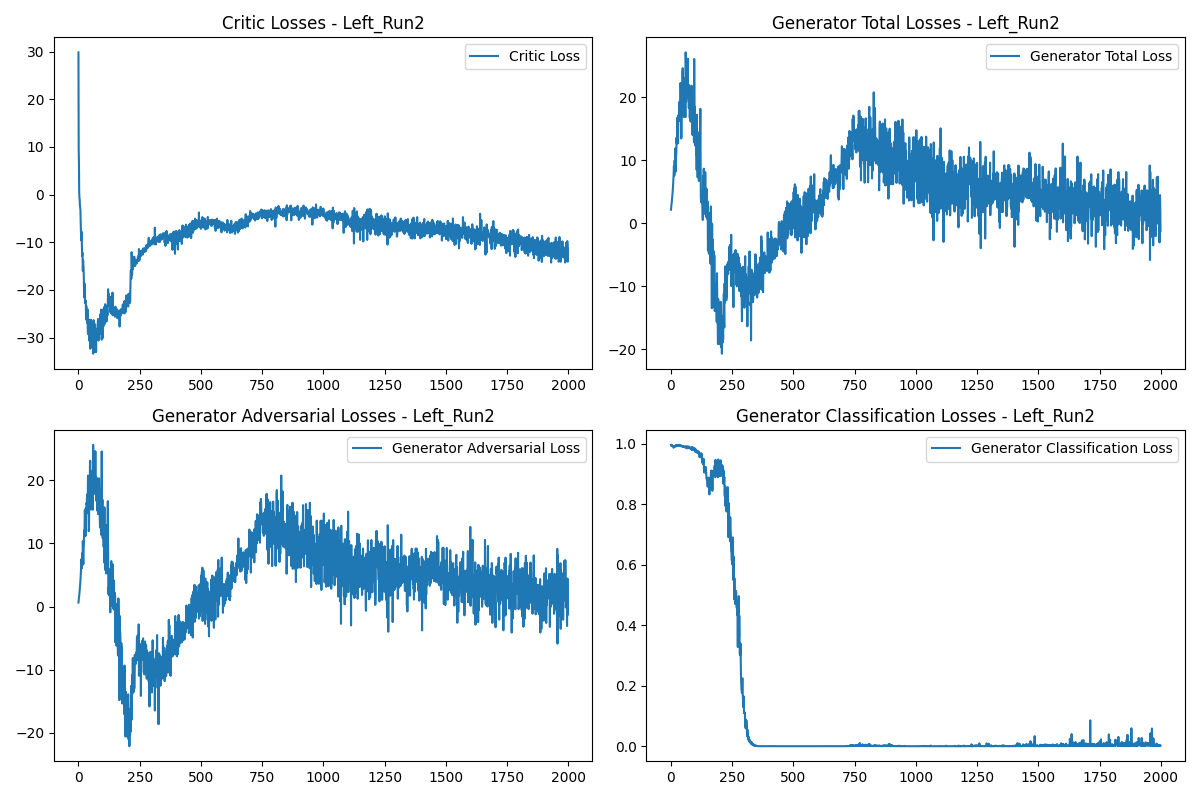 Critic Losses - Left_Run2
Critic Loss
30
20
10
0
−10
−20
−30
0 250 500 750 1000 1250 1500 1750 2000
Generator Total Losses - Left_Run2
Generator Total Loss
20
10
0
−10
−20
0 250 500 750 1000 1250 1500 1750 2000
Generator Adversarial Losses - Left_Run2
Generator Adversarial Loss
20
10
0
−10
−20
0 250 500 750 1000 1250 1500 1750 2000
Generator Classification Losses - Left_Run2
Generator Classification Loss
1.0
0.8
0.6
0.4
0.2
0.0
0 250 500 750 1000 1250 1500 1750 2000